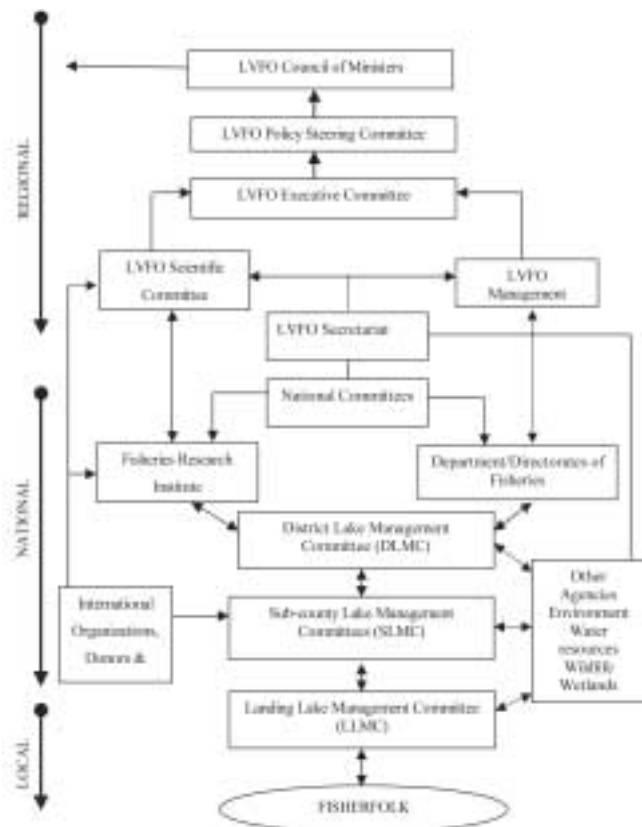 REGIONAL
LVFO Council of Ministers
LVFO Policy Steering Committee
LVFO Executive Committee
LVFO Scientific
Committee
LVFO
Management
LVFO Secretariat
NATIONAL
National Committees
Fisheries Research
Institute
Department/Directorates of
Fisheries
District Lake Management
Committee (DLMC)
International
Organizations,
Donors &
Sub-county Lake Management
Committees (SLMC)
Other
Agencies
Environment
Water
resources
Wildlife
Wetlands
LOCAL
Landing Lake Management Committee
(LLMC)
FISHERFOLK